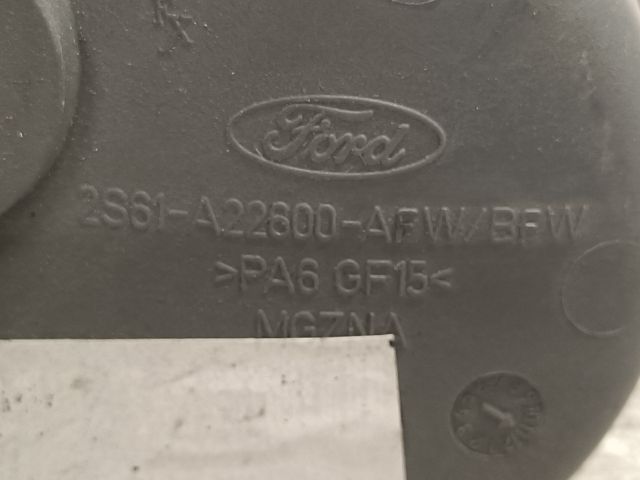 Ford
2S61-A22600-AFW/BFW
>PA6 GF15<
MGZNA